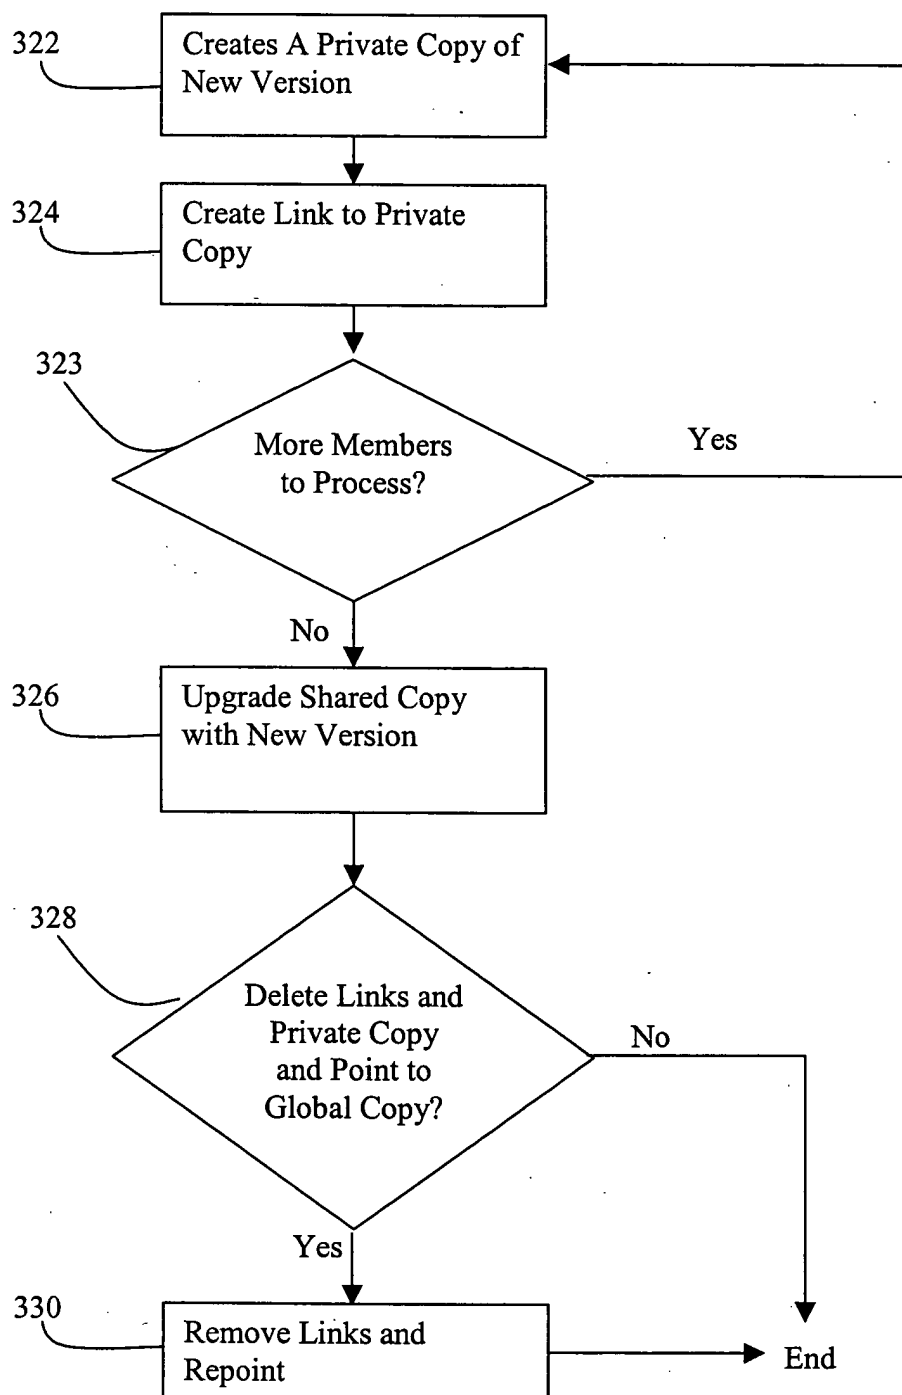 322
Creates A Private Copy of
New Version
324
Create Link to Private
Copy
323
More Members
to Process?
Yes
No
326
Upgrade Shared Copy
with New Version
328
Delete Links and
Private Copy
and Point to
Global Copy?
No
Yes
330
Remove Links and
Repoint
End